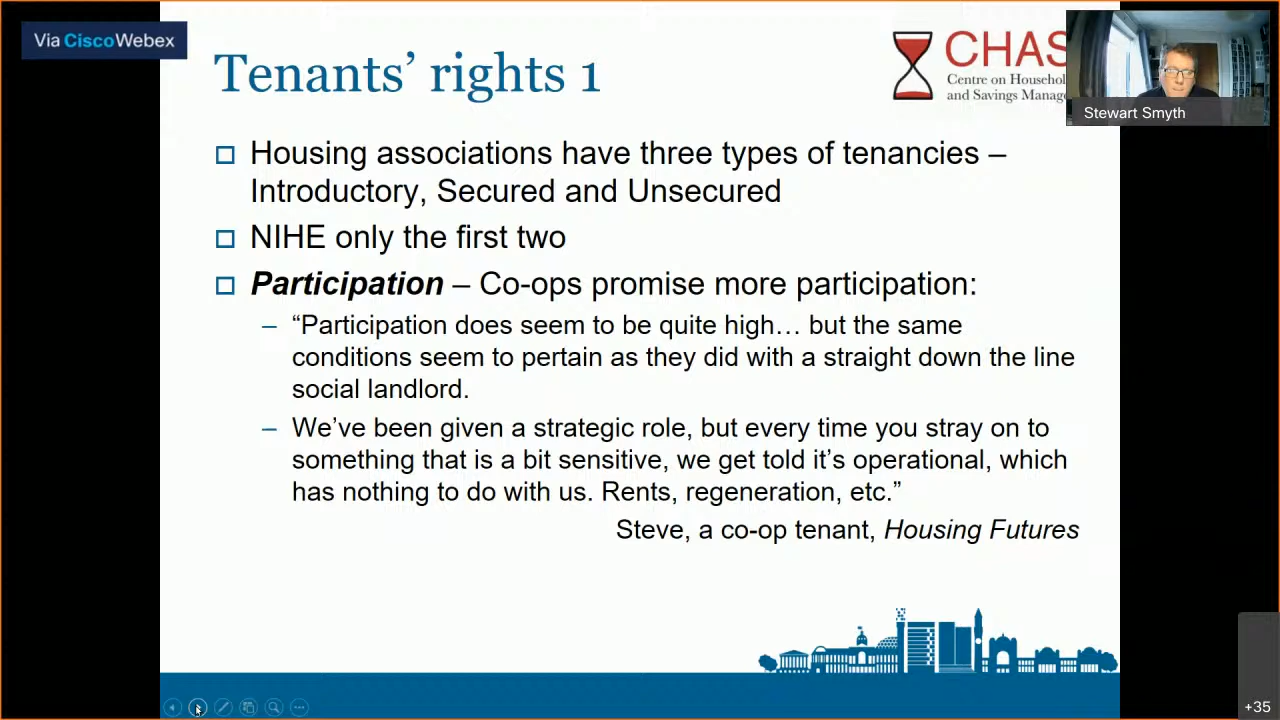 Via Cisco Webex
Tenants’ rights 1
CHAS
Centre on Househol
and Savings Manage
Stewart Smyth
Housing associations have three types of tenancies –
Introductory, Secured and Unsecured
NIHE only the first two
Participation – Co-ops promise more participation:
– “Participation does seem to be quite high… but the same
conditions seem to pertain as they did with a straight down the line
social landlord.
– We’ve been given a strategic role, but every time you stray on to
something that is a bit sensitive, we get told it’s operational, which
has nothing to do with us. Rents, regeneration, etc.”
Steve, a co-op tenant, Housing Futures
+35